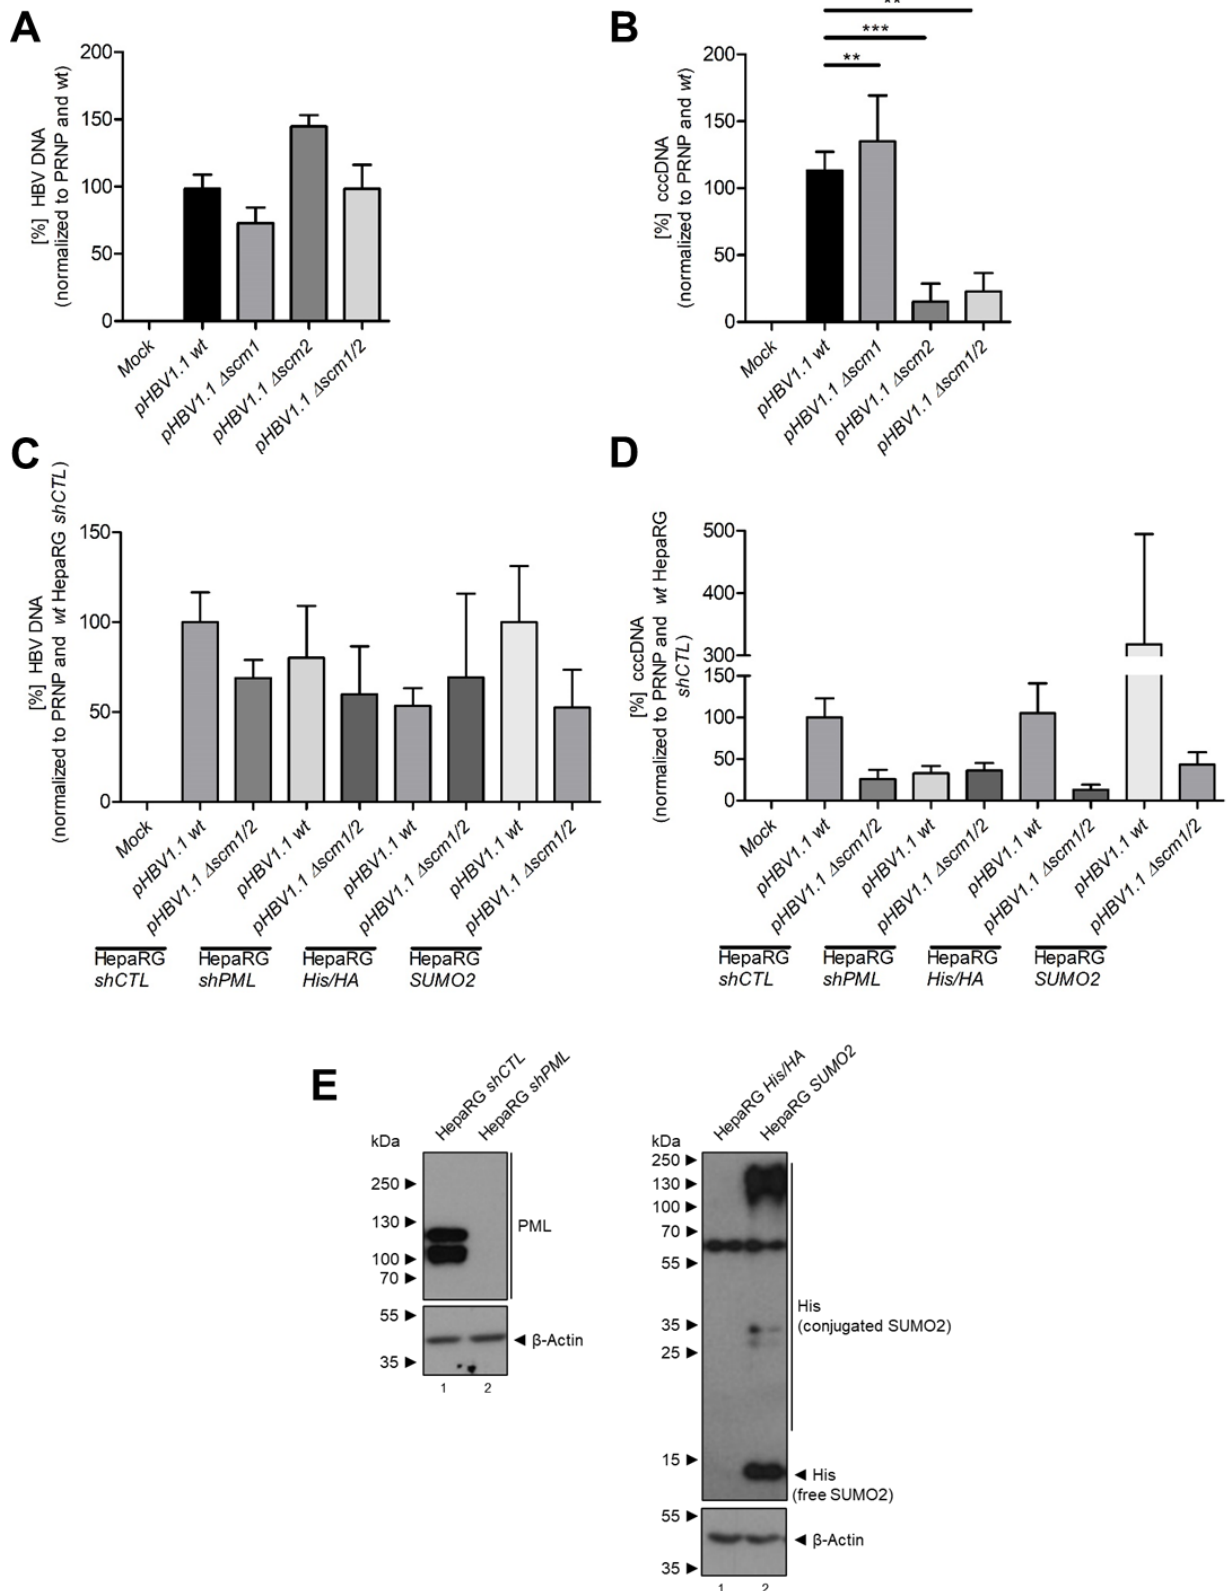 A
[%] HBV DNA
(normalized to PRNP and wt)
200
150
100
50
0
Mock
pHBV1.1 wt
pHBV1.1 Δscm1
pHBV1.1 Δscm2
pHBV1.1 Δscm1/2
B
**
***
**
[%] cccDNA
(normalized to PRNP and wt)
200
150
100
50
0
Mock
pHBV1.1 wt
pHBV1.1 Δscm1
pHBV1.1 Δscm2
pHBV1.1 Δscm1/2
C
[%] HBV DNA
(normalized to PRNP and wt HepaRG shCTL)
150
100
50
0
Mock
pHBV1.1 wt
pHBV1.1 Δscm1/2
pHBV1.1 wt
pHBV1.1 Δscm1/2
pHBV1.1 wt
pHBV1.1 Δscm1/2
pHBV1.1 wt
pHBV1.1 Δscm1/2
HepaRG HepaRG HepaRG HepaRG
shCTL shPML His/HA SUMO2
D
[%] cccDNA
(normalized to PRNP and wt HepaRG
shCTL)
500
400
300
150
100
50
0
Mock
pHBV1.1 wt
pHBV1.1 Δscm1/2
pHBV1.1 wt
pHBV1.1 Δscm1/2
pHBV1.1 wt
pHBV1.1 Δscm1/2
pHBV1.1 wt
pHBV1.1 Δscm1/2
HepaRG HepaRG HepaRG HepaRG
shCTL shPML His/HA SUMO2
E
HepaRG shCTL
HepaRG shPML
kDa
250
130
100
70
PML
55
35
β-Actin
1 2
HepaRG His/HA
HepaRG SUMO2
kDa
250
130
100
70
55
35
25
15
His
(conjugated SUMO2)
His
(free SUMO2)
55
35
β-Actin
1 2